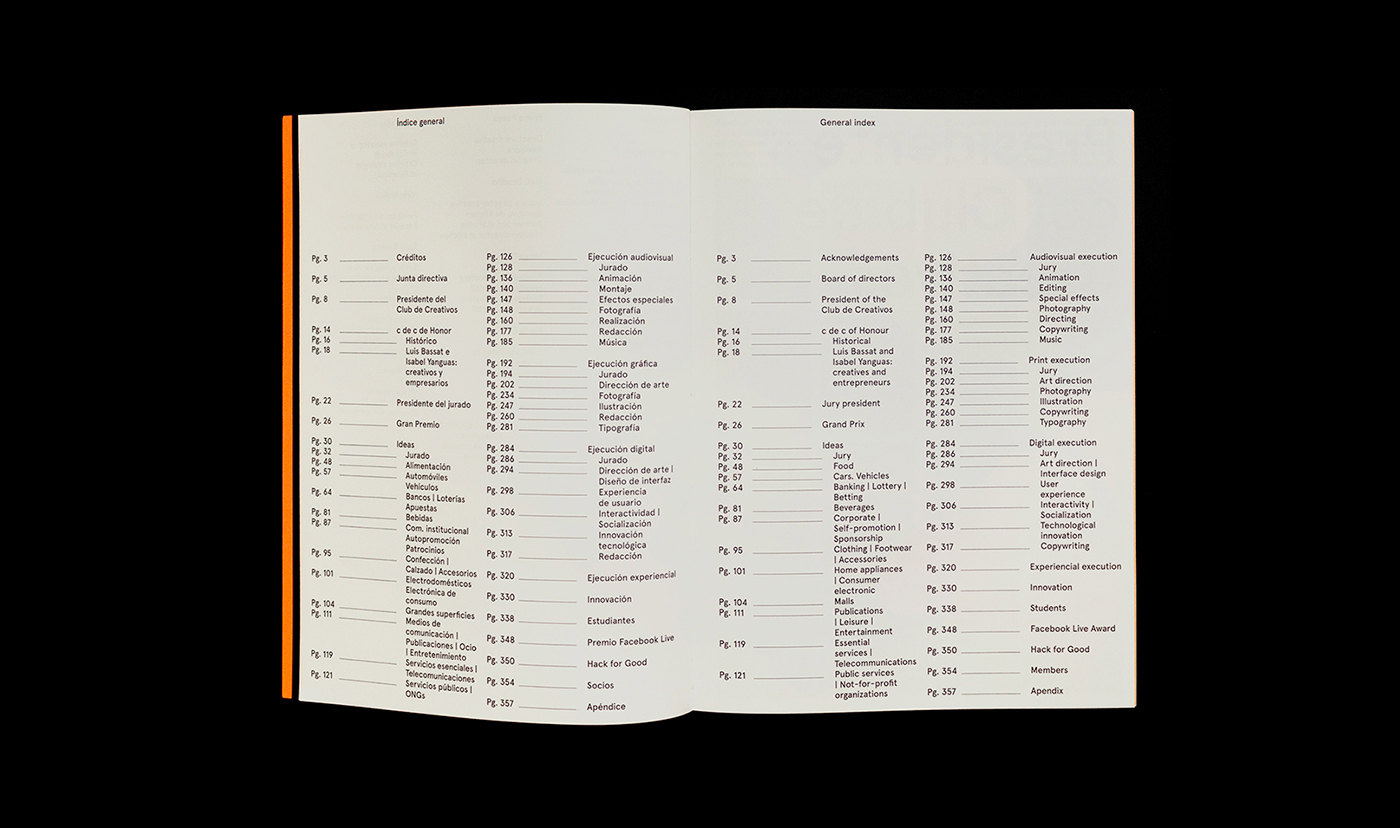 Índice general
Pg. 3 Créditos
Pg. 5 Junta directiva
Pg. 8 Presidente del
Club de Creativos
Pg. 14 c de c de Honor
Pg. 16 Histórico
Pg. 18 Luis Bassat e
Isabel Yanguas:
creativos y
empresarios
Pg. 22 Presidente del jurado
Pg. 26 Gran Premio
Pg. 30 Ideas
Pg. 32 Jurado
Pg. 48 Alimentación
Pg. 57 Automóviles
Vehículos
Pg. 64 Bancos | Loterías
Apuestas
Pg. 81 Bebidas
Pg. 87 Com. institucional
Autopromoción
Patrocinios
Pg. 95 Confección |
Calzado | Accesorios
Pg. 101 Electrodomésticos
Electrónica de
consumo
Pg. 104 Grandes superficies
Pg. 111 Medios de
comunicación |
Publicaciones | Ocio
| Entretenimiento
Pg. 119 Servicios esenciales |
Telecomunicaciones
Pg. 121 Servicios públicos |
ONGs
Pg. 126 Ejecución audiovisual
Pg. 128 Jurado
Pg. 136 Animación
Pg. 140 Montaje
Pg. 147 Efectos especiales
Pg. 148 Fotografía
Pg. 160 Realización
Pg. 177 Redacción
Pg. 185 Música
Pg. 192 Ejecución gráfica
Pg. 194 Jurado
Pg. 202 Dirección de arte
Pg. 234 Fotografía
Pg. 247 Ilustración
Pg. 260 Redacción
Pg. 281 Tipografía
Pg. 284 Ejecución digital
Pg. 286 Jurado
Pg. 294 Dirección de arte |
Diseño de interfaz
Pg. 298 Experiencia
de usuario
Pg. 306 Interactividad |
Socialización
Pg. 313 Innovación
tecnológica
Pg. 317 Redacción
Pg. 320 Ejecución experiencial
Pg. 330 Innovación
Pg. 338 Estudiantes
Pg. 348 Premio Facebook Live
Pg. 350 Hack for Good
Pg. 354 Socios
Pg. 357 Apéndice
General index
Pg. 3 Acknowledgements
Pg. 5 Board of directors
Pg. 8 President of the
Club de Creativos
Pg. 14 c de c of Honour
Pg. 16 Historical
Pg. 18 Luis Bassat and
Isabel Yanguas:
creatives and
entrepreneurs
Pg. 22 Jury president
Pg. 26 Grand Prix
Pg. 30 Ideas
Pg. 32 Jury
Pg. 48 Food
Pg. 57 Cars. Vehicles
Pg. 64 Banking | Lottery |
Betting
Pg. 81 Beverages
Pg. 87 Corporate |
Self-promotion |
Sponsorship
Pg. 95 Clothing | Footwear
| Accessories
Pg. 101 Home appliances
| Consumer
electronic
Pg. 104 Malls
Pg. 111 Publications
| Leisure |
Entertainment
Pg. 119 Essential
services |
Telecommunications
Pg. 121 Public services
| Not-for-profit
organizations
Pg. 126 Audiovisual execution
Pg. 128 Jury
Pg. 136 Animation
Pg. 140 Editing
Pg. 147 Special effects
Pg. 148 Photography
Pg. 160 Directing
Pg. 177 Copywriting
Pg. 185 Music
Pg. 192 Print execution
Pg. 194 Jury
Pg. 202 Art direction
Pg. 234 Photography
Pg. 247 Illustration
Pg. 260 Copywriting
Pg. 281 Typography
Pg. 284 Digital execution
Pg. 286 Jury
Pg. 294 Art direction |
Interface design
Pg. 298 User
experience
Pg. 306 Interactivity |
Socialization
Pg. 313 Technological
innovation
Pg. 317 Copywriting
Pg. 320 Experiencial execution
Pg. 330 Innovation
Pg. 338 Students
Pg. 348 Facebook Live Award
Pg. 350 Hack for Good
Pg. 354 Members
Pg. 357 Apendix